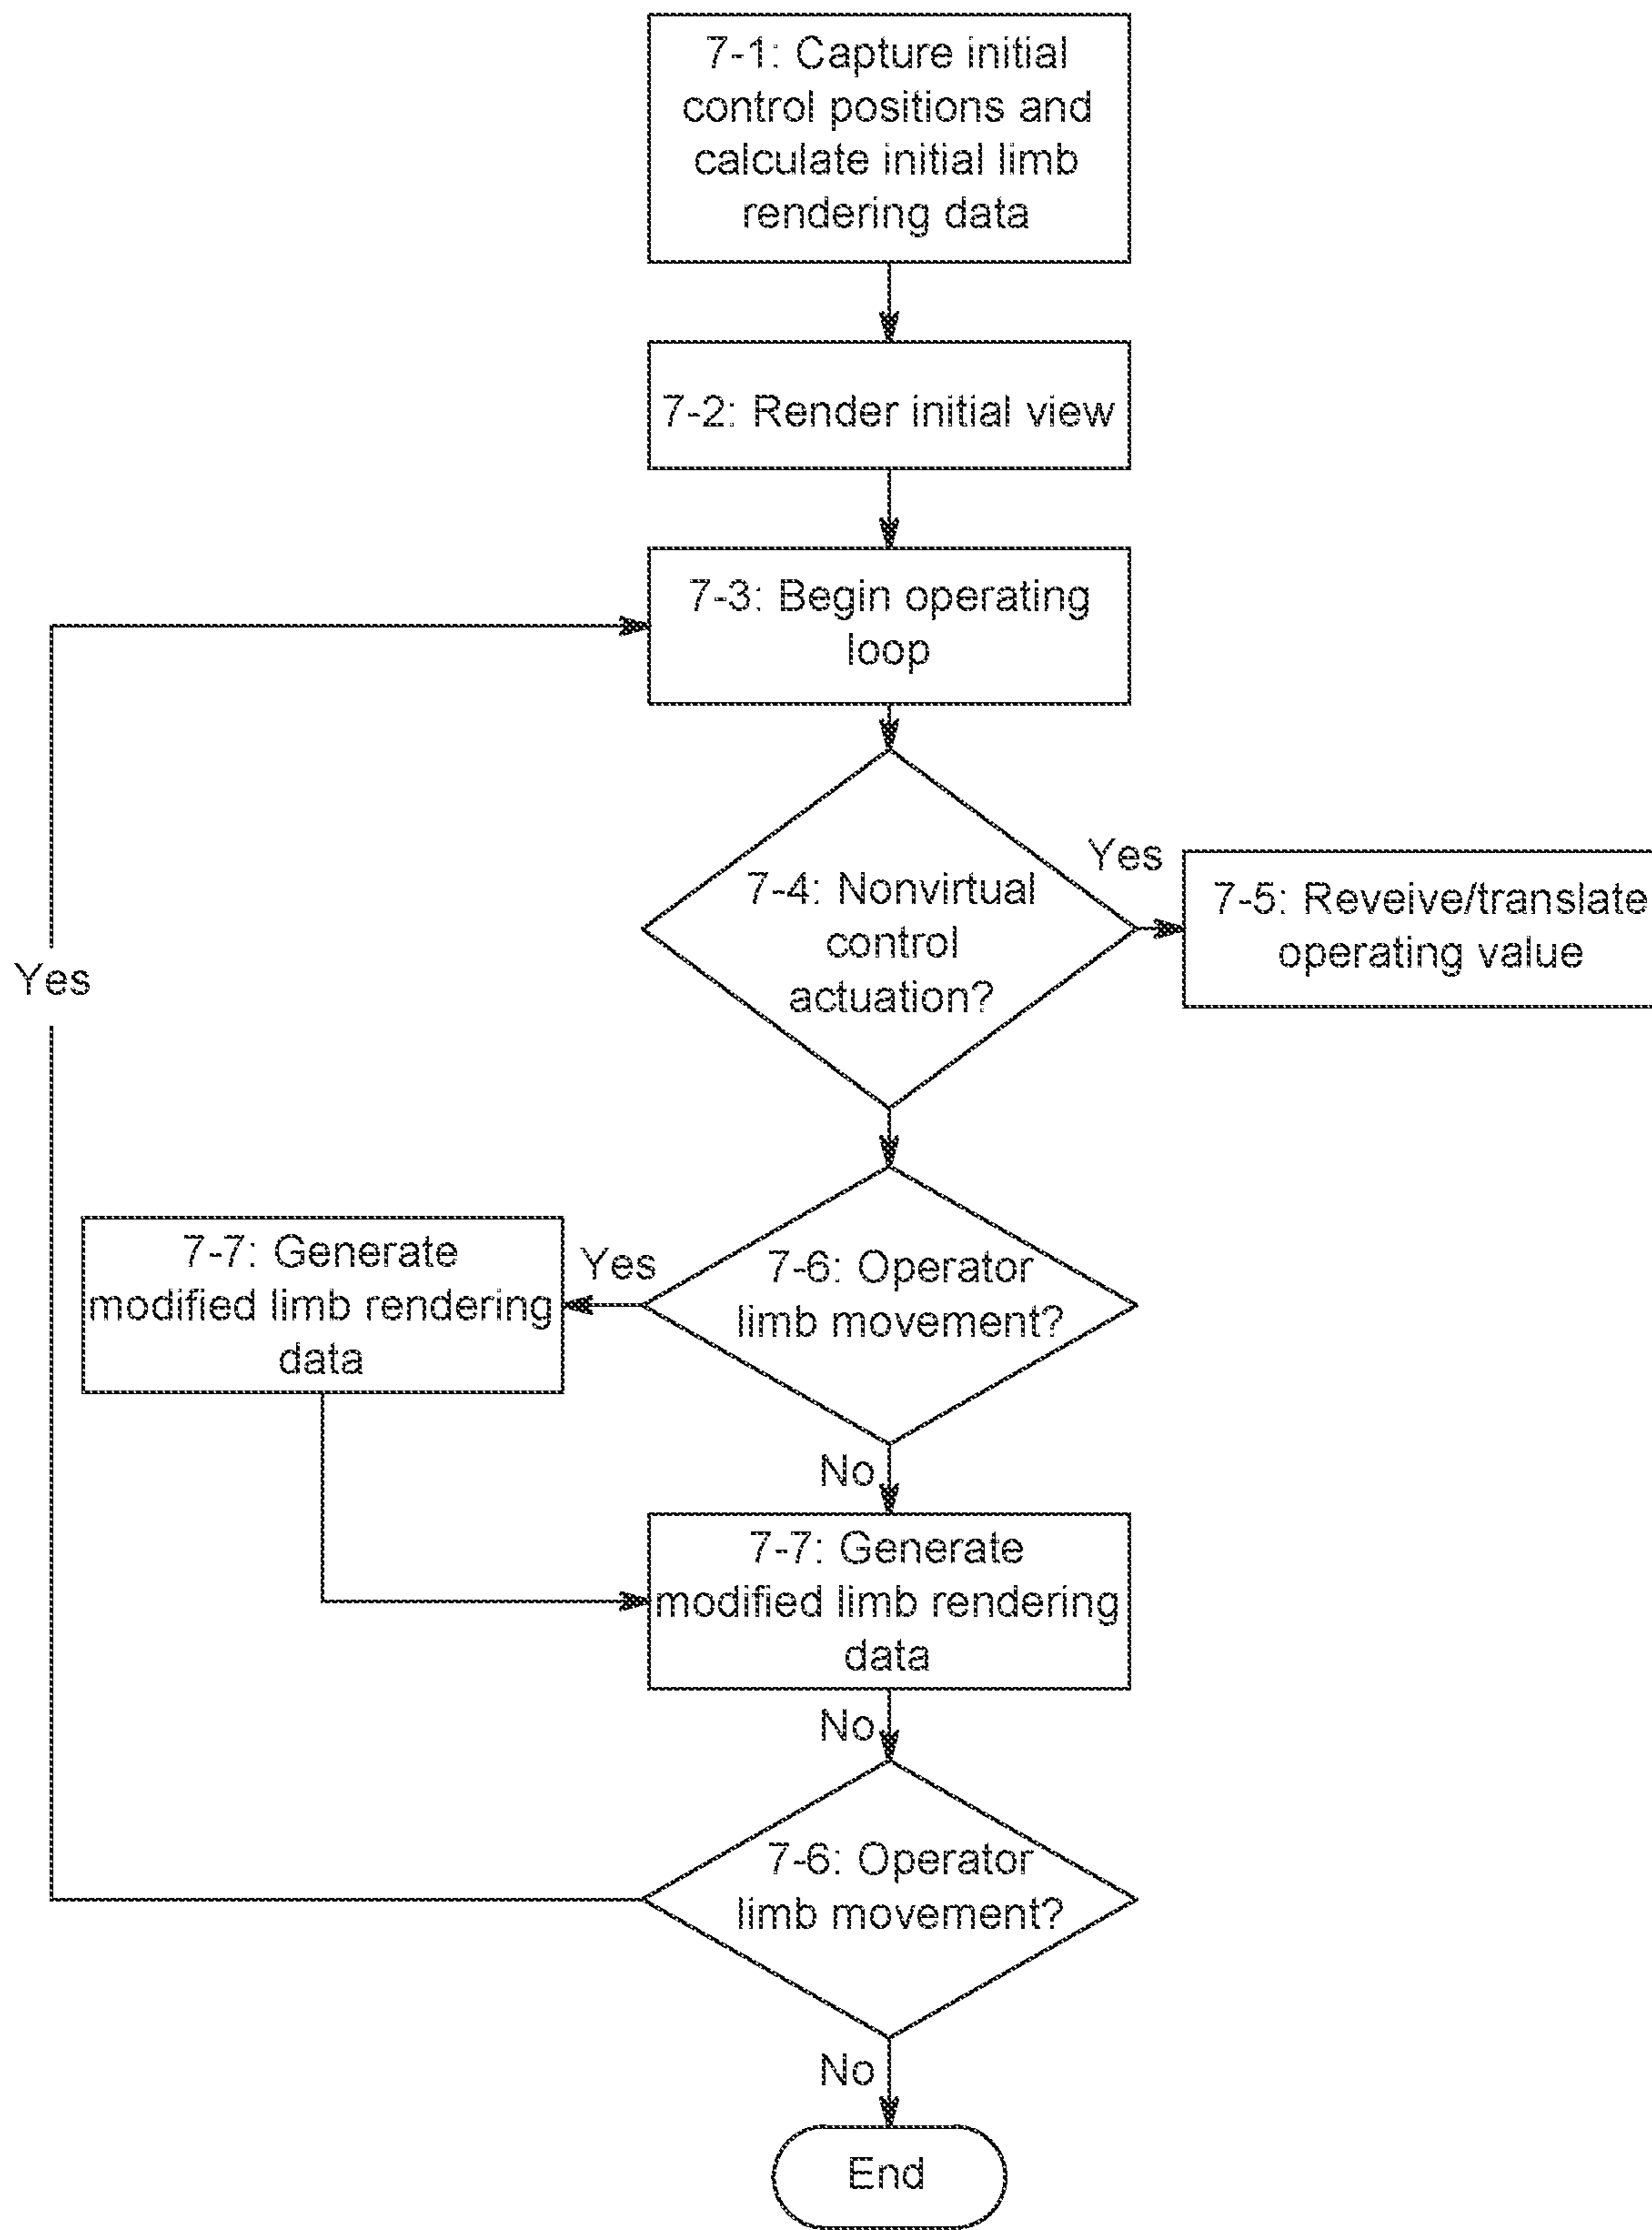 7-1: Capture initial
control positions and
calculate initial limb
rendering data
7-2: Render initial view
7-3: Begin operating
loop
Yes
7-4: Nonvirtual
control
actuation?
Yes
7-5: Reveive/translate
operating value
7-6: Operator
limb movement?
Yes
7-7: Generate
modified limb rendering
data
No
7-7: Generate
modified limb rendering
data
No
7-6: Operator
limb movement?
No
End